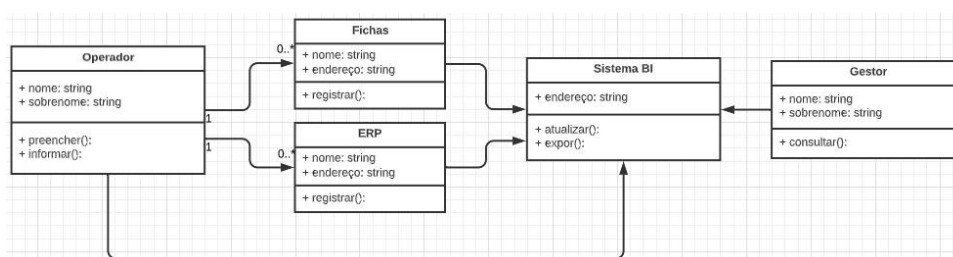 Operador
+ nome: string
+ sobrenome: string
+ preencher():
+ informar():
1
1
0..*
0..*
Fichas
+ nome: string
+ endereço: string
+ registrar():
ERP
+ nome: string
+ endereço: string
+ registrar():
Sistema BI
+ endereço: string
+ atualizar():
+ expor():
Gestor
+ nome: string
+ sobrenome: string
+ consultar():